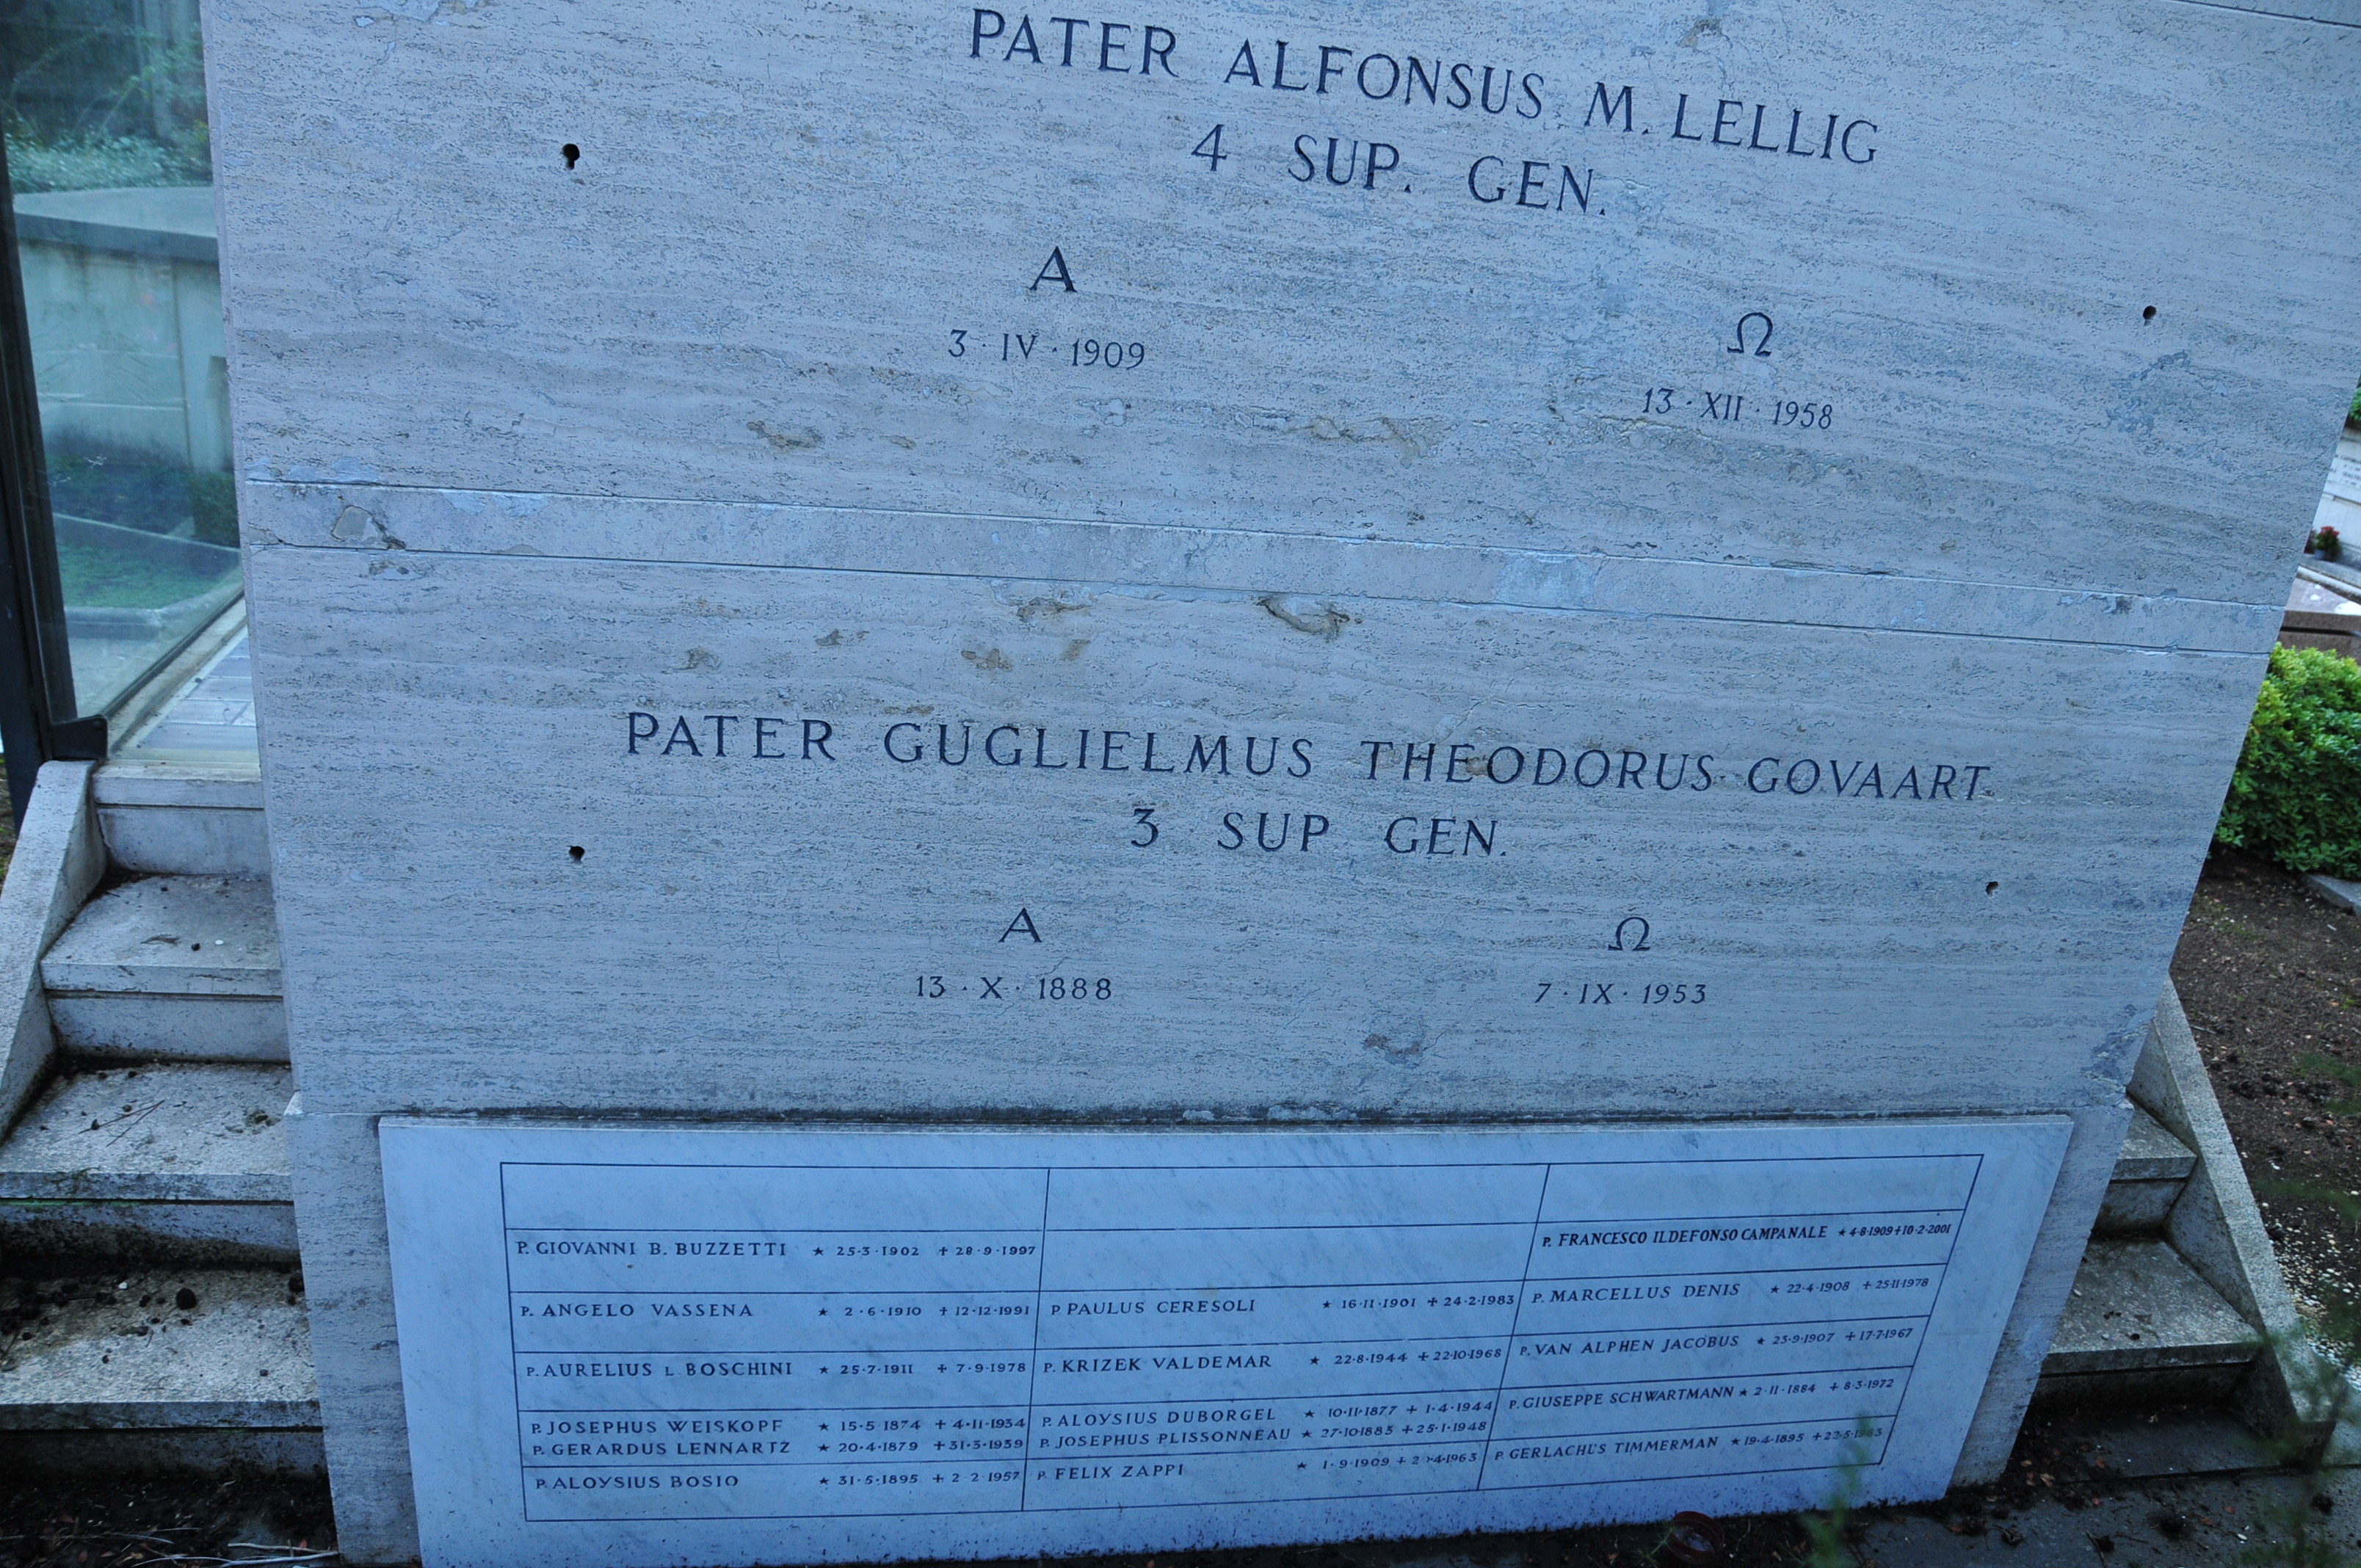 PATER ALFONSUS M. LELLIG
4 SUP. GEN.
Α Ω
3 · IV · 1909 13 · XII · 1958
PATER GUGLIELMUS THEODORUS GOVAART
3 SUP GEN.
Α Ω
13 · X · 1888 7 · IX · 1953
P. GIOVANNI B. BUZZETTI ★ 25·3·1902 + 28·9·1997
P. ANGELO VASSENA ★ 2·6·1910 + 12·12·1991
P. AURELIUS L BOSCHINI ★ 25·7·1911 + 7·9·1978
P. JOSEPHUS WEISKOPF ★ 15·5·1874 + 4·11·1934
P. GERARDUS LENNARTZ ★ 20·4·1879 + 31·3·1939
P. ALOYSIUS BOSIO ★ 31·5·1895 + 2 2 1957
P PAULUS CERESOLI ★ 16·11·1901 + 24·2·1983
P. KRIZEK VALDEMAR ★ 22·8·1944 + 22·10·1968
P. ALOYSIUS DUBORGEL ★ 10·11·1877 + 1·4·1944
P. JOSEPHUS PLISSONNEAU ★ 27·10·1883 + 25·1·1948
P. FELIX ZAPPI ★ 1·9·1909 +
P. FRANCESCO ILDEFONSO CAMPANALE ★ 4·8·1909 + 10·2·2001
P. MARCELLUS DENIS ★ 22·4·1908 + 25·11·1978
P. VAN ALPHEN JACOBUS ★ 23·9·1907 + 17·7·1967
P. GIUSEPPE SCHWARTMANN ★ 2·11·1884 + 8·3·1972
P. GERLACHUS TIMMERMAN ★ 19·4·1895 +